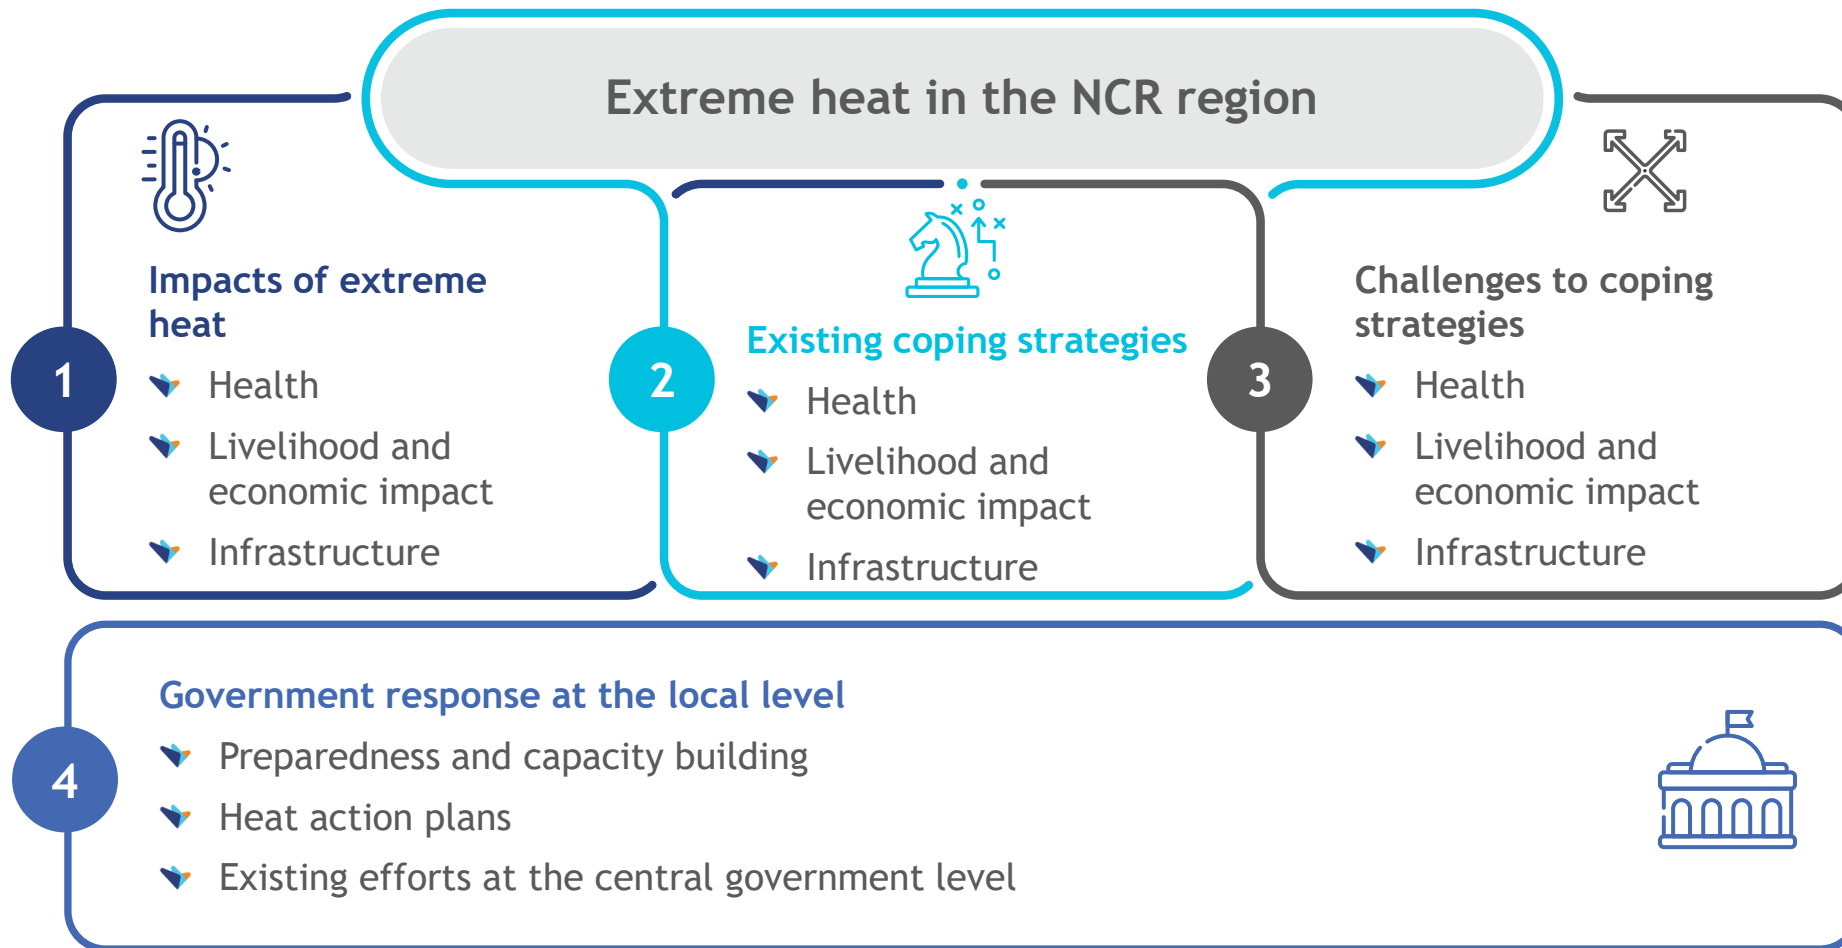 Extreme heat in the NCR region
1
Impacts of extreme
heat
Health
Livelihood and
economic impact
Infrastructure
2
Existing coping strategies
Health
Livelihood and
economic impact
Infrastructure
3
Challenges to coping
strategies
Health
Livelihood and
economic impact
Infrastructure
4
Government response at the local level
Preparedness and capacity building
Heat action plans
Existing efforts at the central government level